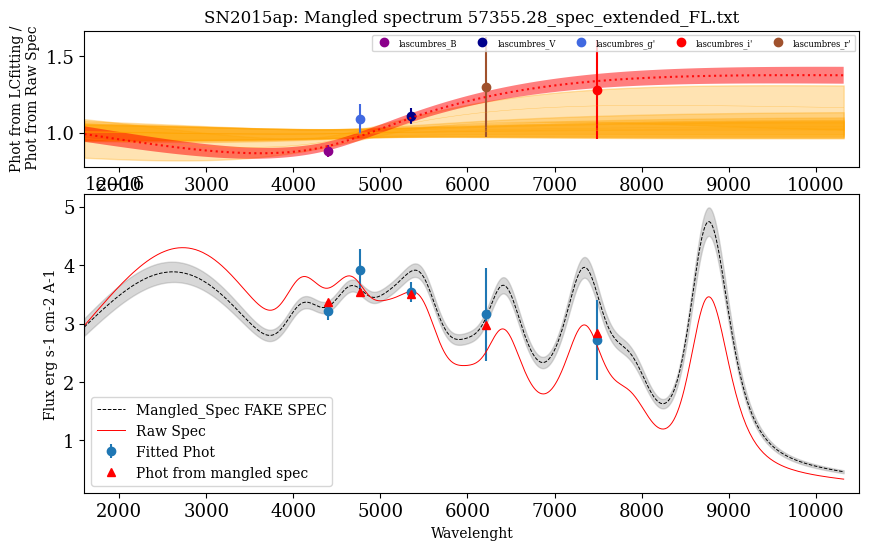 SN2015ap: Mangled spectrum 57355.28_spec_extended_FL.txt
Phot from LCfitting /
Phot from Raw Spec
1.5
1.0
lascumbres_B lascumbres_V lascumbres_g' lascumbres_i' lascumbres_r'
2000 3000 4000 5000 6000 7000 8000 9000 10000
1e−16
Flux erg s-1 cm-2 A-1
5
4
3
2
1
Mangled_Spec FAKE SPEC
Raw Spec
Fitted Phot
Phot from mangled spec
2000 3000 4000 5000 6000 7000 8000 9000 10000
Wavelenght